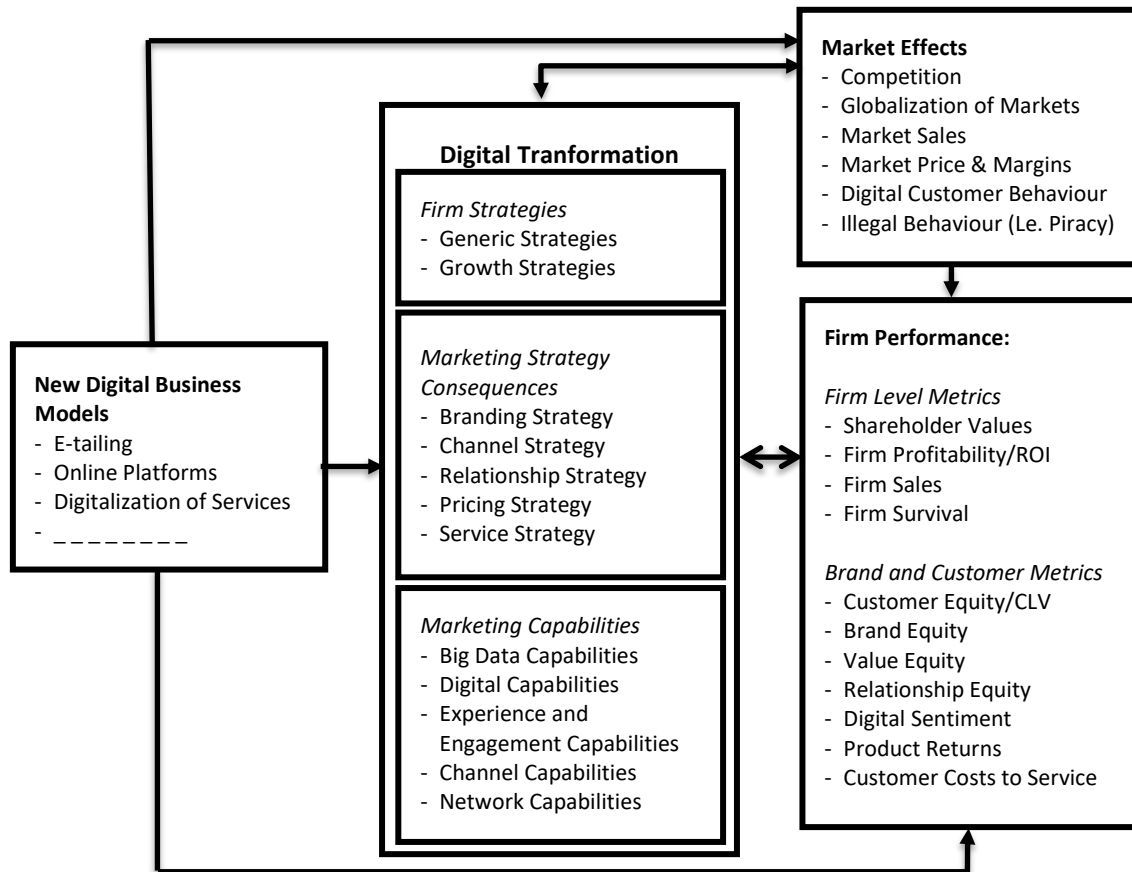 New Digital Business
Models
- E-tailing
- Online Platforms
- Digitalization of Services
- _ _ _ _ _ _ _ _
Digital Tranformation
Firm Strategies
- Generic Strategies
- Growth Strategies
Marketing Strategy
Consequences
- Branding Strategy
- Channel Strategy
- Relationship Strategy
- Pricing Strategy
- Service Strategy
Marketing Capabilities
- Big Data Capabilities
- Digital Capabilities
- Experience and
Engagement Capabilities
- Channel Capabilities
- Network Capabilities
Market Effects
- Competition
- Globalization of Markets
- Market Sales
- Market Price & Margins
- Digital Customer Behaviour
- Illegal Behaviour (Le. Piracy)
Firm Performance:
Firm Level Metrics
- Shareholder Values
- Firm Profitability/ROI
- Firm Sales
- Firm Survival
Brand and Customer Metrics
- Customer Equity/CLV
- Brand Equity
- Value Equity
- Relationship Equity
- Digital Sentiment
- Product Returns
- Customer Costs to Service